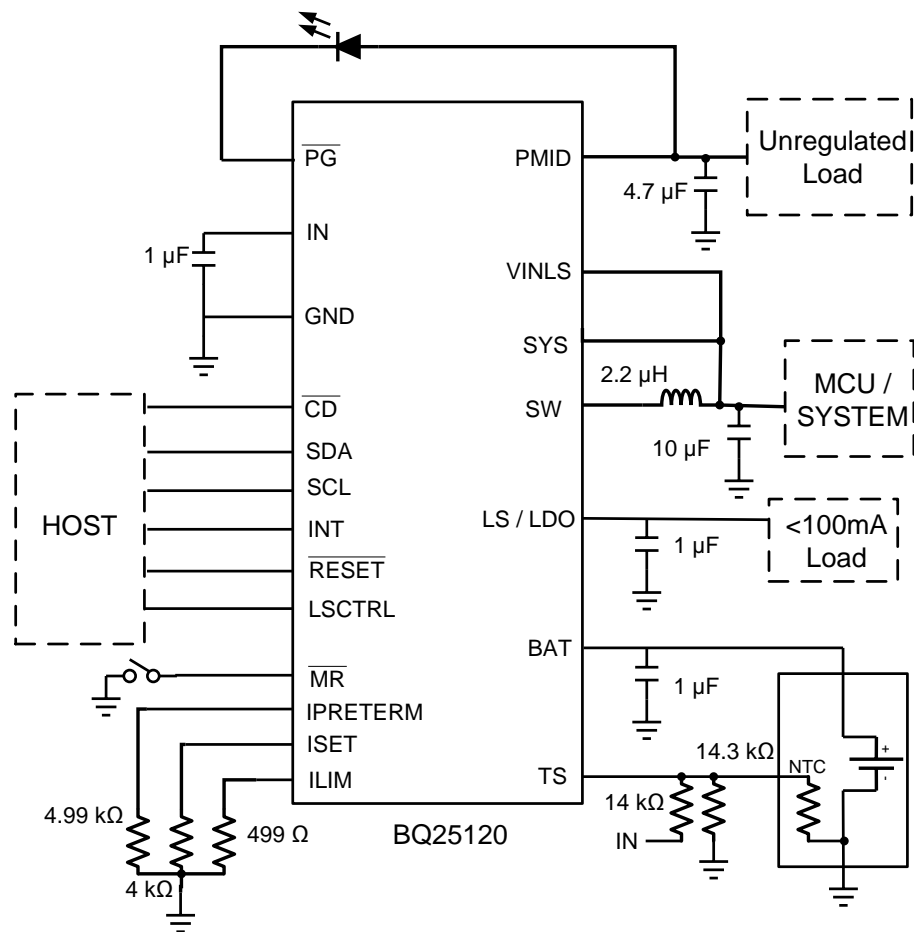 PG
PMID
Unregulated
Load
4.7 µF
IN
1 µF
VINLS
GND
SYS
2.2 µH
MCU /
SYSTEM
CD
SW
SDA
10 µF
SCL
HOST
INT
LS / LDO
<100mA
Load
1 µF
RESET
LSCTRL
BAT
MR
1 µF
IPRETERM
ISET
14.3 kΩ
NTC
+
-
ILIM
TS
4.99 kΩ
499 Ω
14 kΩ
BQ25120
IN
4 kΩ